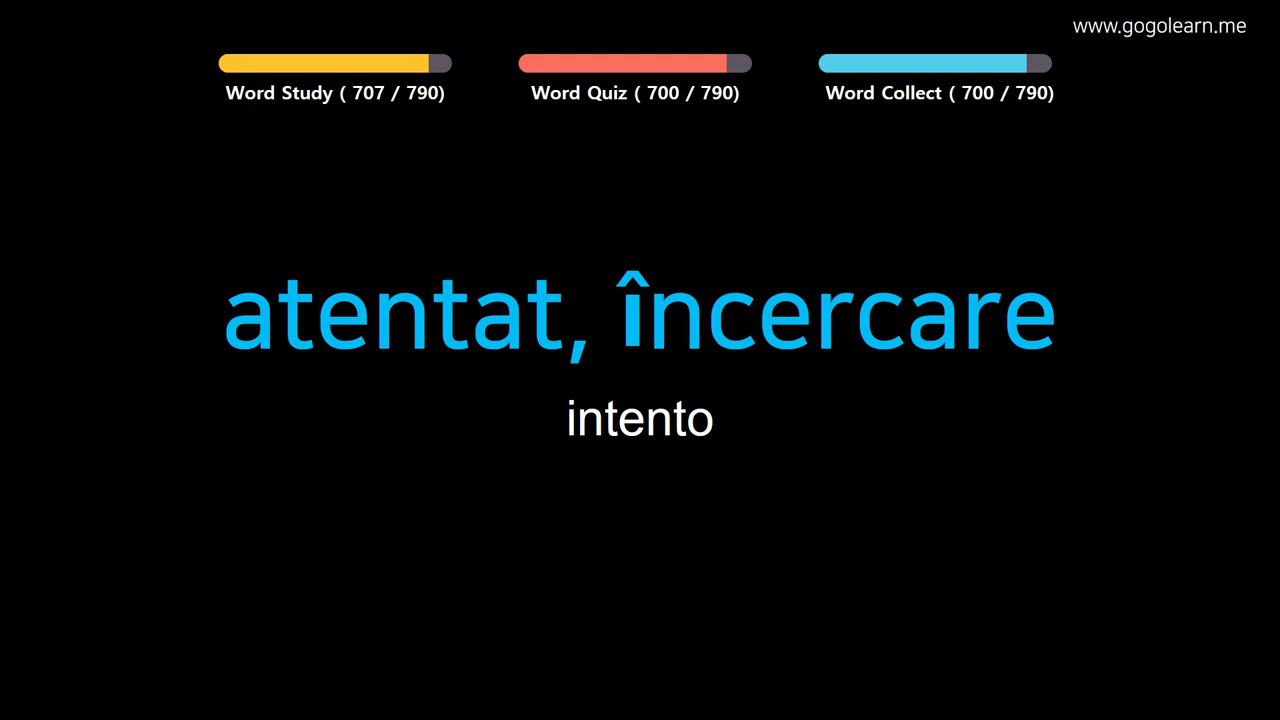 www.gogolearn.me
Word Study ( 707 / 790)
Word Quiz ( 700 / 790)
Word Collect ( 700 / 790)
atentat, încercare
intento